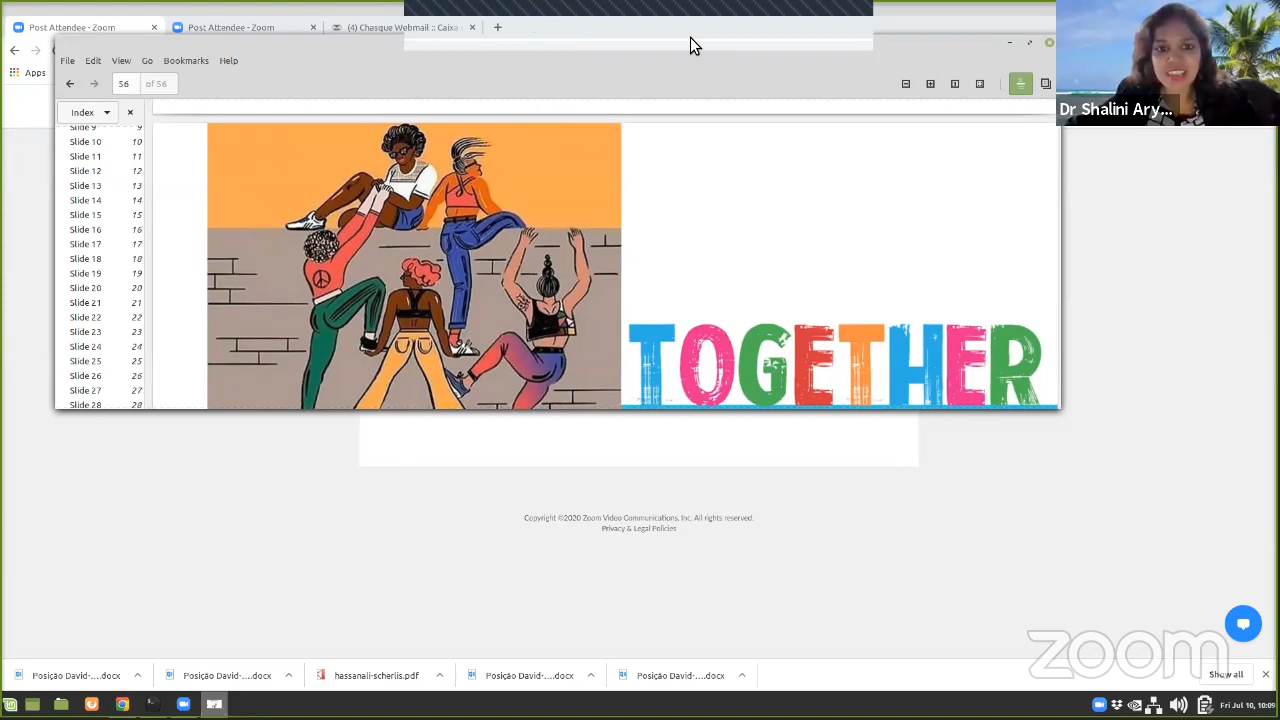 Post Attendee - Zoom
Post Attendee - Zoom
(4) Chasque Webmail :: Caixa
Apps
File Edit View Go Bookmarks Help
56 of 56
Index
Slide 9 9
Slide 10 10
Slide 11 11
Slide 12 12
Slide 13 13
Slide 14 14
Slide 15 15
Slide 16 16
Slide 17 17
Slide 18 18
Slide 19 19
Slide 20 20
Slide 21 21
Slide 22 22
Slide 23 23
Slide 24 24
Slide 25 25
Slide 26 26
Slide 27 27
Slide 28 28
TOGETHER
Dr Shalini Ary...
Copyright ©2020 Zoom Video Communications, Inc. All rights reserved.
Privacy & Legal Policies
zoom
Posição David-....docx
Posição David-....docx
Posição David-....docx
Posição David-....docx
Show all
Fri Jul 10, 10:09